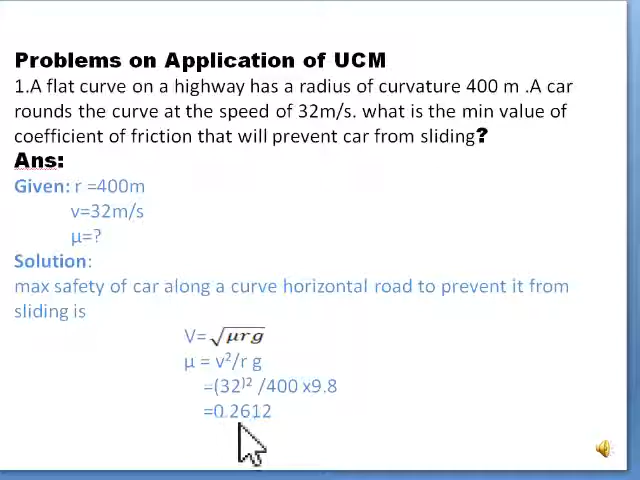 Problems on Application of UCM
1.A flat curve on a highway has a radius of curvature 400 m .A car
rounds the curve at the speed of 32m/s. what is the min value of
coefficient of friction that will prevent car from sliding?
Ans:
Given: r =400m
v=32m/s
μ=?
Solution:
max safety of car along a curve horizontal road to prevent it from
sliding is
V= √μrg
μ = v²/r g
=(32)² /400 x9.8
=0.2612